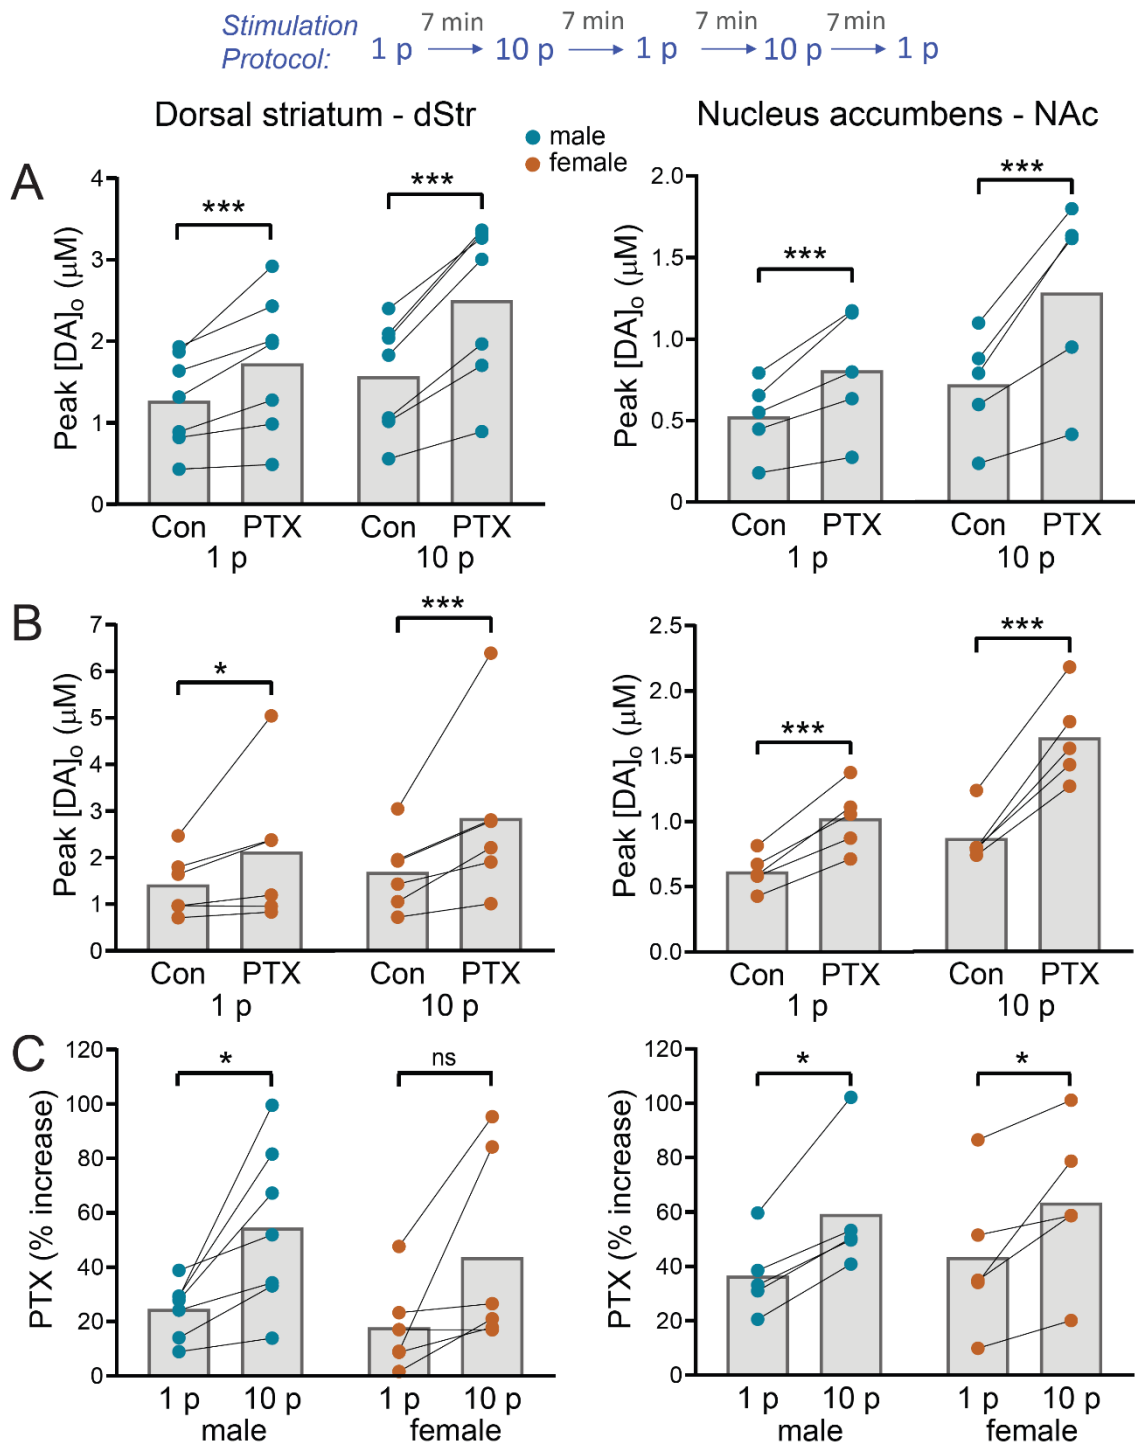 Stimulation Protocol:
1 p 7 min 10 p 7 min 1 p 7 min 10 p 7 min 1 p
Dorsal striatum - dStr
Nucleus accumbens - NAc
male
female
A
Peak [DA]o (μM)
4
3
2
1
0
***
***
Con PTX Con PTX
1 p 10 p
Peak [DA]o (μM)
2.0
1.5
1.0
0.5
0
***
***
Con PTX Con PTX
1 p 10 p
B
Peak [DA]o (μM)
7
6
5
4
3
2
1
0
*
***
Con PTX Con PTX
1 p 10 p
Peak [DA]o (μM)
2.5
2.0
1.5
1.0
0.5
0.0
***
***
Con PTX Con PTX
1 p 10 p
C
PTX (% increase)
120
100
80
60
40
20
0
*
ns
1 p 10 p 1 p 10 p
male female
PTX (% increase)
120
100
80
60
40
20
0
*
*
1 p 10 p 1 p 10 p
male female